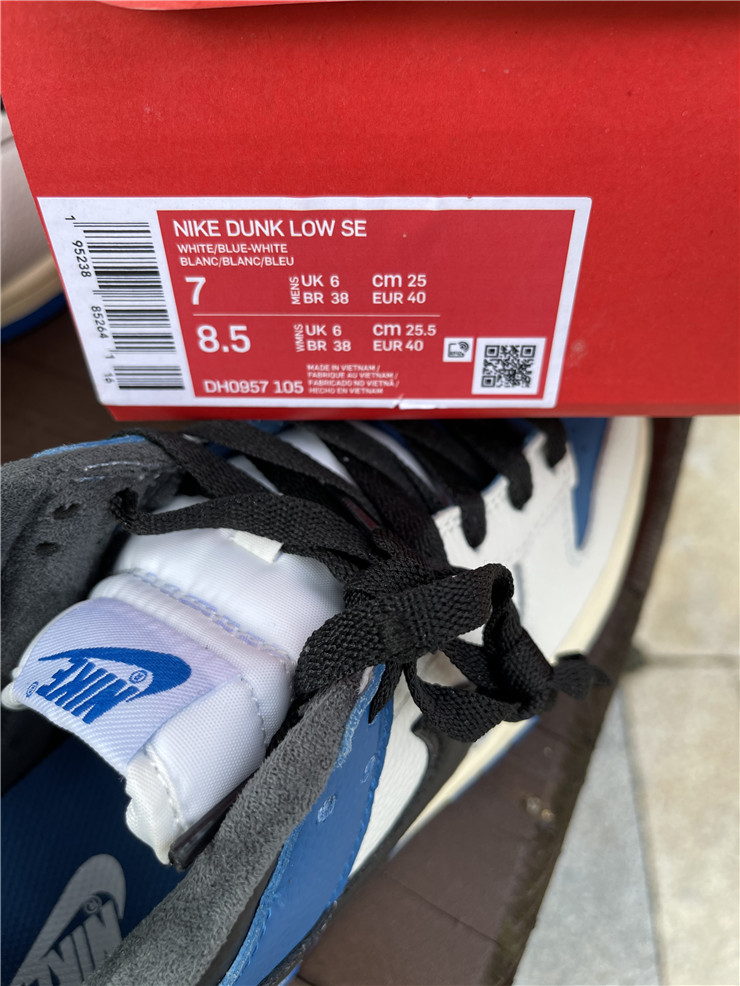 NIKE DUNK LOW SE
WHITE/BLUE-WHITE
BLANC/BLANC/BLEU
7 MENS UK 6 cm 25
BR 38 EUR 40
8.5 WMNS UK 6 cm 25.5
BR 38 EUR 40
MADE IN VIETNAM /
FABRIQUE AU VIETNAM /
FABRICADO NO VIETNÃ /
HECHO EN VIETNAM
DH0957 105
1 95238 85264 1 16
NIKE
NIKE